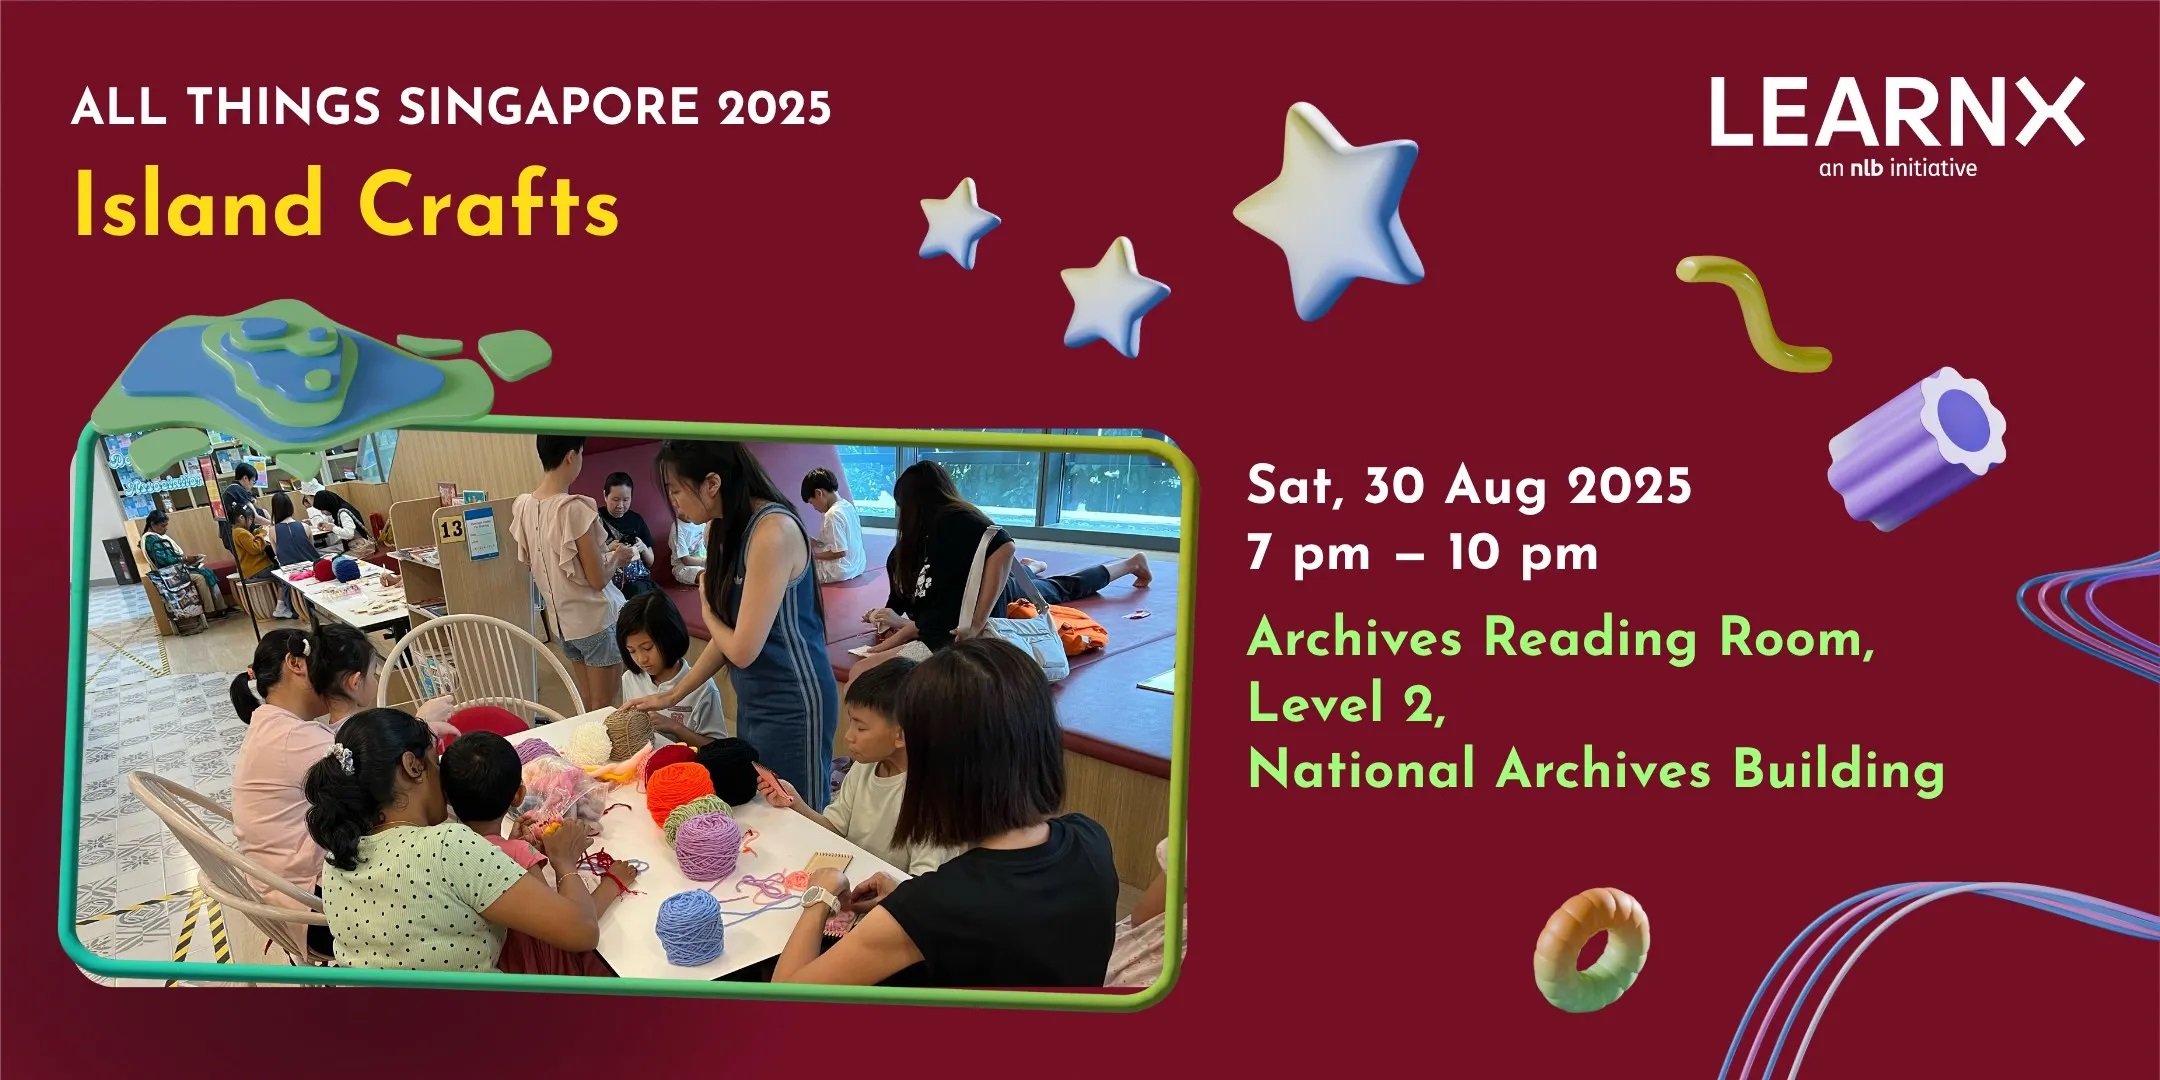 ALL THINGS SINGAPORE 2025
Island Crafts
LEARNX
an nlb initiative
13
Sat, 30 Aug 2025
7 pm – 10 pm
Archives Reading Room,
Level 2,
National Archives Building